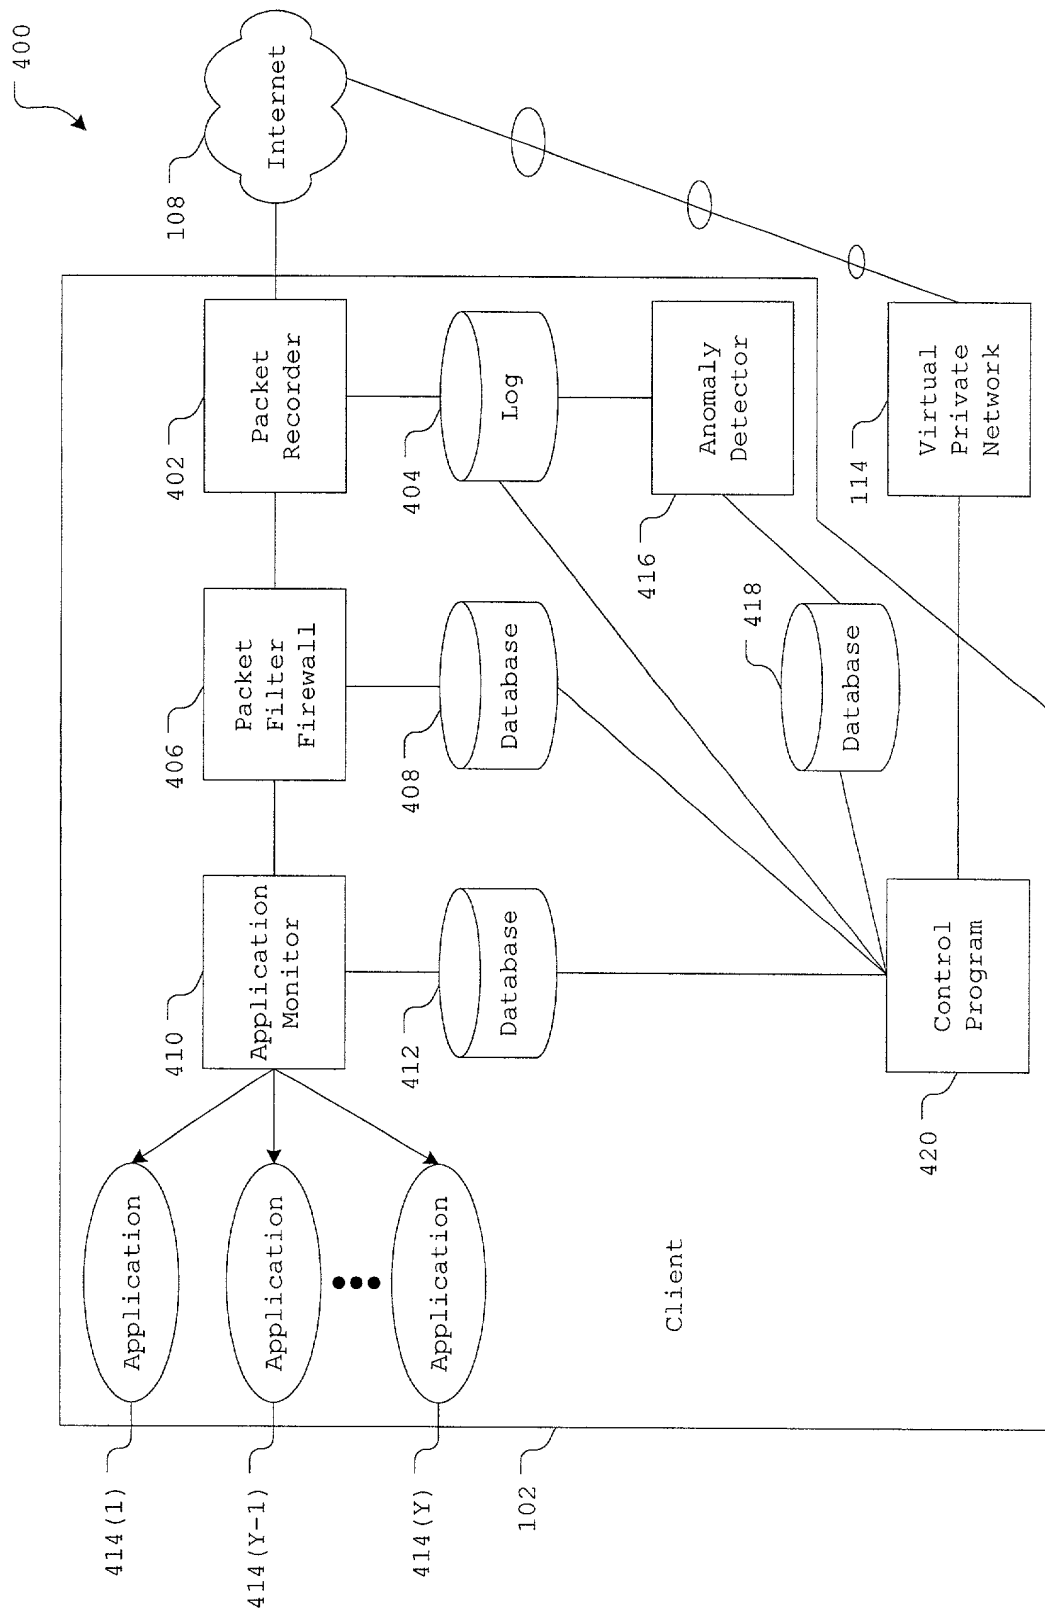 400
108
Internet
402
Packet
Recorder
406
Packet
Filter
Firewall
410
Application
Monitor
414(1)
Application
414(Y-1)
Application
414(Y)
Application
404
Log
408
Database
412
Database
416
Anomaly
Detector
418
Database
114
Virtual
Private
Network
420
Control
Program
Client
102